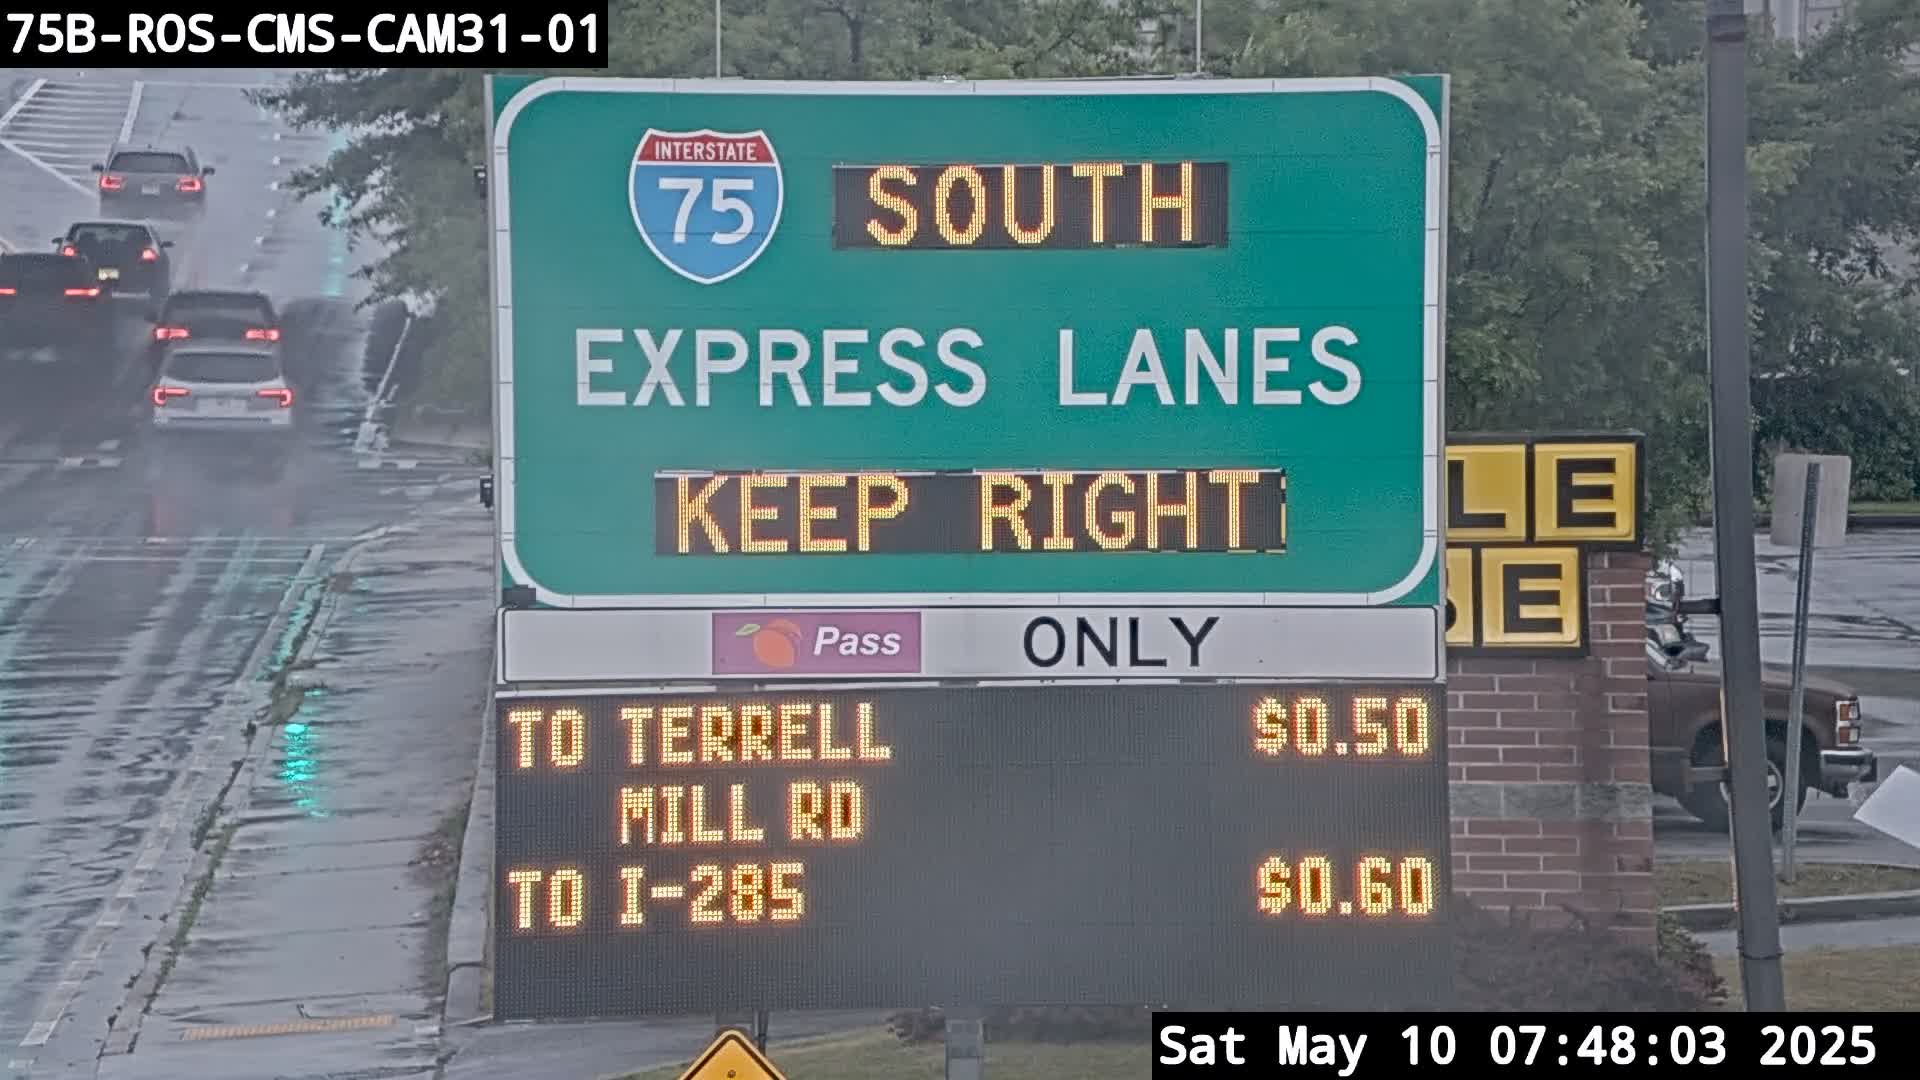 75B-ROS-CMS-CAM31-01
INTERSTATE
75
SOUTH
EXPRESS LANES
KEEP RIGHT
Pass ONLY
TO TERRELL $0.50
MILL RD
TO I-285 $0.60
LE
E
Sat May 10 07:48:03 2025